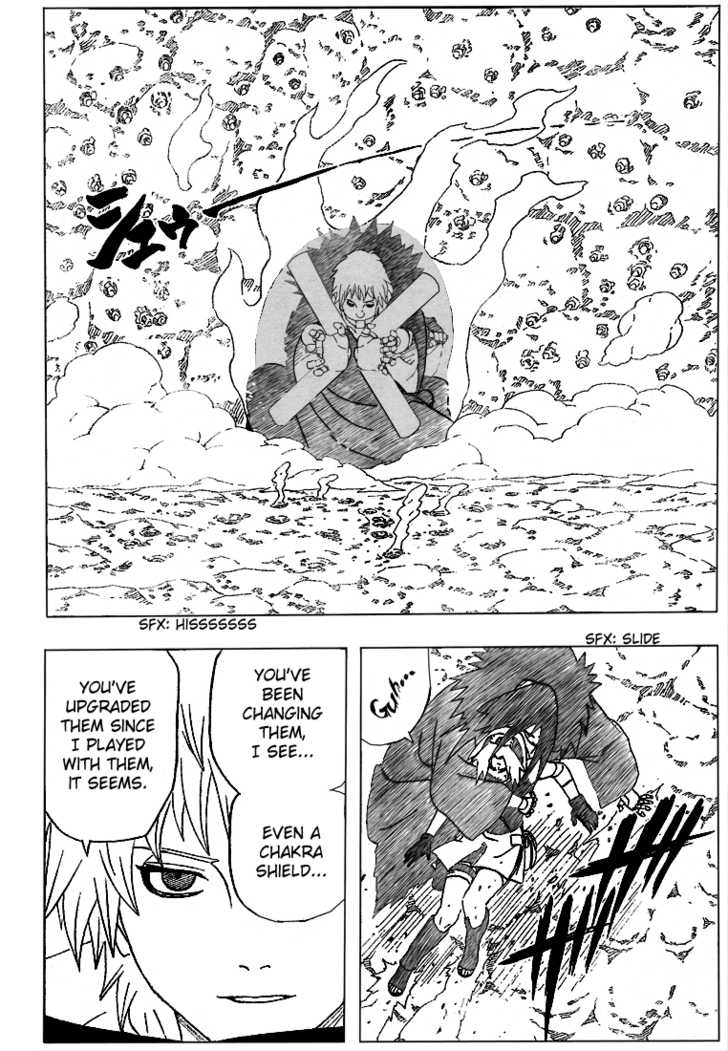 シュウ
SFX: HISSSSSSS
SFX: SLIDE
Guh...
YOU'VE
BEEN
CHANGING
THEM,
I SEE...
EVEN A
CHAKRA
SHIELD...
YOU'VE
UPGRADED
THEM SINCE
I PLAYED
WITH THEM,
IT SEEMS.